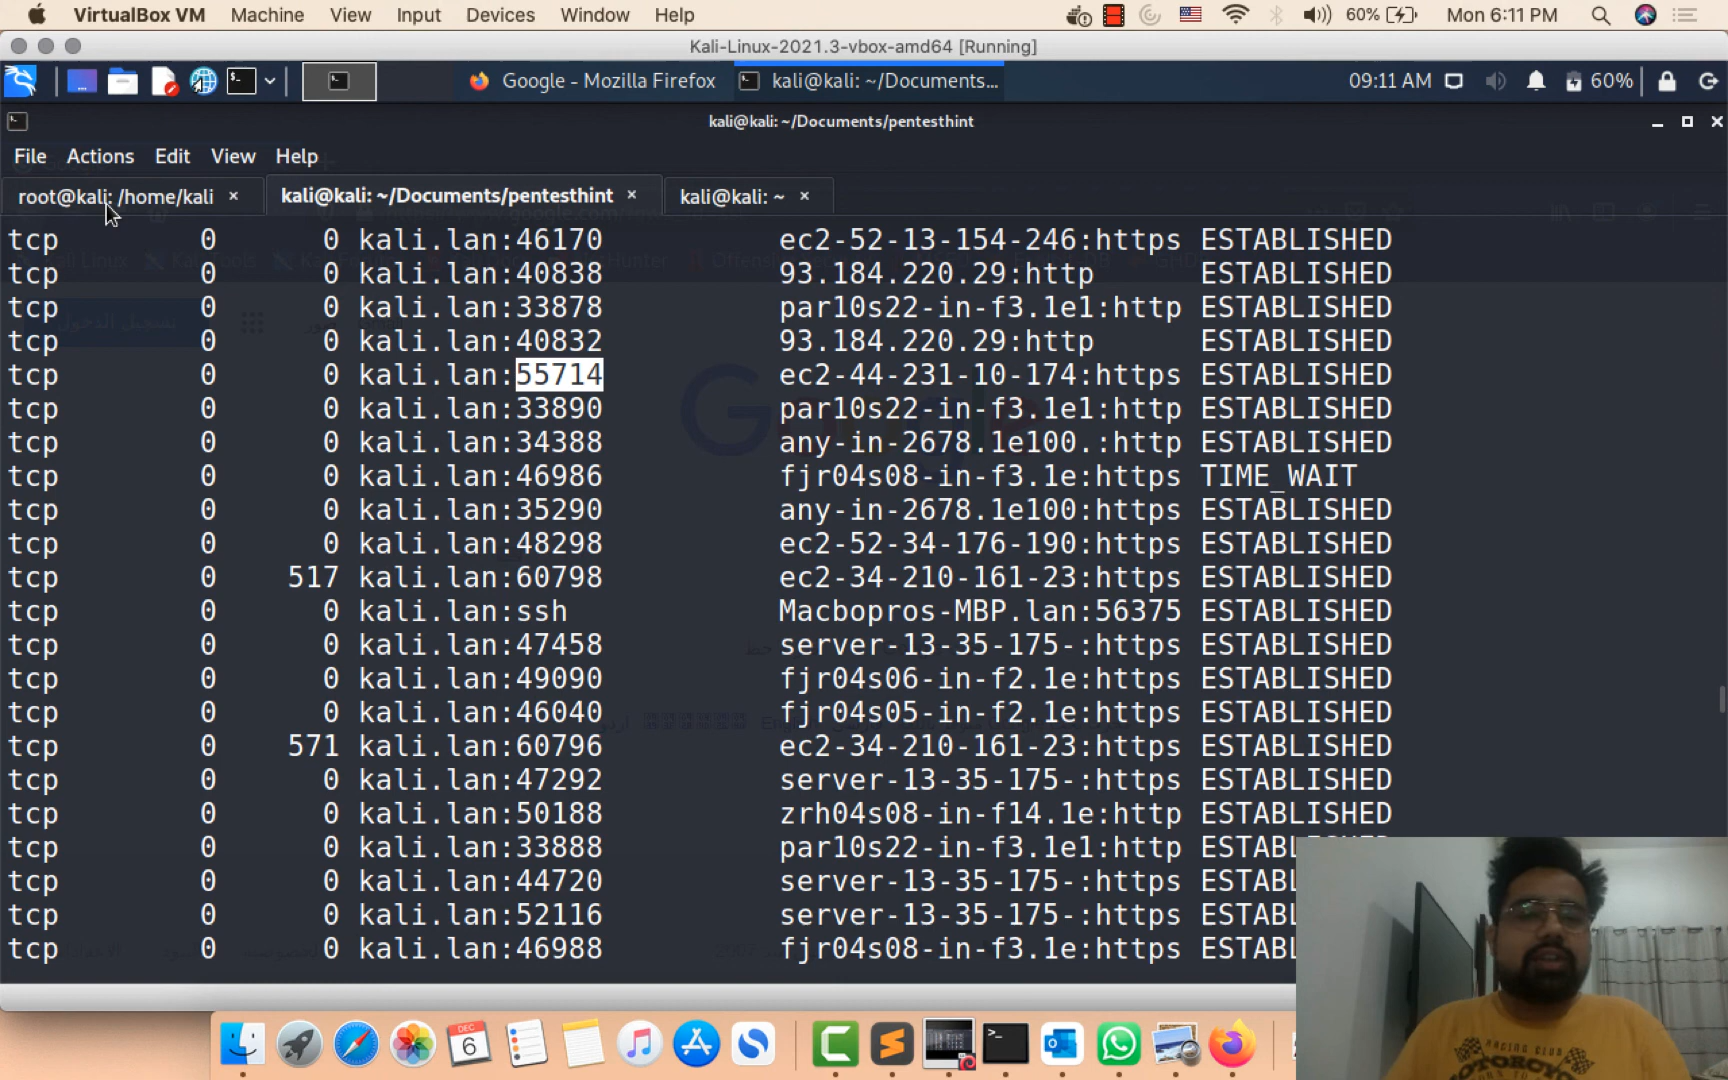 VirtualBox VM Machine View Input Devices Window Help 60% Mon 6:11 PM
Kali-Linux-2021.3-vbox-amd64 [Running]
Google - Mozilla Firefox kali@kali: ~/Documents... 09:11 AM 60%
kali@kali: ~/Documents/pentesthint
File Actions Edit View Help
root@kali: /home/kali × kali@kali: ~/Documents/pentesthint × kali@kali: ~ ×
tcp 0 0 kali.lan:46170 ec2-52-13-154-246:https ESTABLISHED
tcp 0 0 kali.lan:40838 93.184.220.29:http ESTABLISHED
tcp 0 0 kali.lan:33878 par10s22-in-f3.1e1:http ESTABLISHED
tcp 0 0 kali.lan:40832 93.184.220.29:http ESTABLISHED
tcp 0 0 kali.lan:55714 ec2-44-231-10-174:https ESTABLISHED
tcp 0 0 kali.lan:33890 par10s22-in-f3.1e1:http ESTABLISHED
tcp 0 0 kali.lan:34388 any-in-2678.1e100.:http ESTABLISHED
tcp 0 0 kali.lan:46986 fjr04s08-in-f3.1e:https TIME_WAIT
tcp 0 0 kali.lan:35290 any-in-2678.1e100:https ESTABLISHED
tcp 0 0 kali.lan:48298 ec2-52-34-176-190:https ESTABLISHED
tcp 0 517 kali.lan:60798 ec2-34-210-161-23:https ESTABLISHED
tcp 0 0 kali.lan:ssh Macbopros-MBP.lan:56375 ESTABLISHED
tcp 0 0 kali.lan:47458 server-13-35-175-:https ESTABLISHED
tcp 0 0 kali.lan:49090 fjr04s06-in-f2.1e:https ESTABLISHED
tcp 0 0 kali.lan:46040 fjr04s05-in-f2.1e:https ESTABLISHED
tcp 0 571 kali.lan:60796 ec2-34-210-161-23:https ESTABLISHED
tcp 0 0 kali.lan:47292 server-13-35-175-:https ESTABLISHED
tcp 0 0 kali.lan:50188 zrh04s08-in-f14.1e:http ESTABLISHED
tcp 0 0 kali.lan:33888 par10s22-in-f3.1e1:http
tcp 0 0 kali.lan:44720 server-13-35-175-:https
tcp 0 0 kali.lan:52116 server-13-35-175-:https
tcp 0 0 kali.lan:46988 fjr04s08-in-f3.1e:https
DEC
6
MOTORCYC